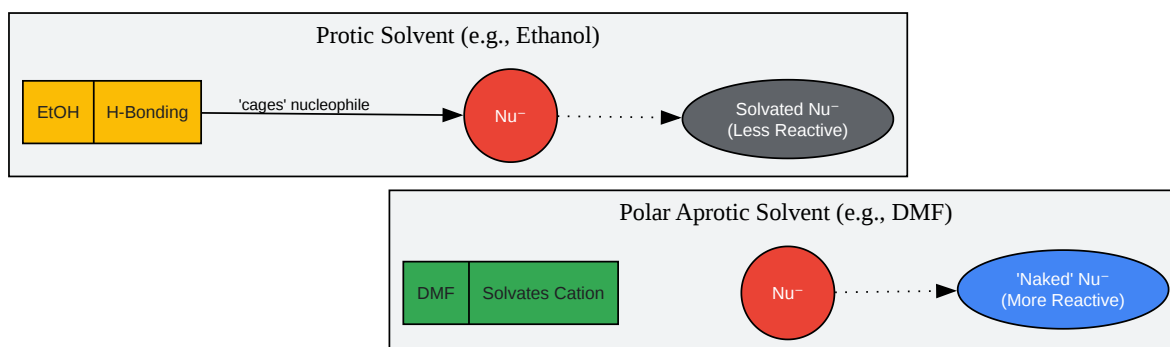 Protic Solvent (e.g., Ethanol)
EtOH
H-Bonding
'cages' nucleophile
Nu⁻
Solvated Nu⁻
(Less Reactive)
Polar Aprotic Solvent (e.g., DMF)
DMF
Solvates Cation
Nu⁻
'Naked' Nu⁻
(More Reactive)